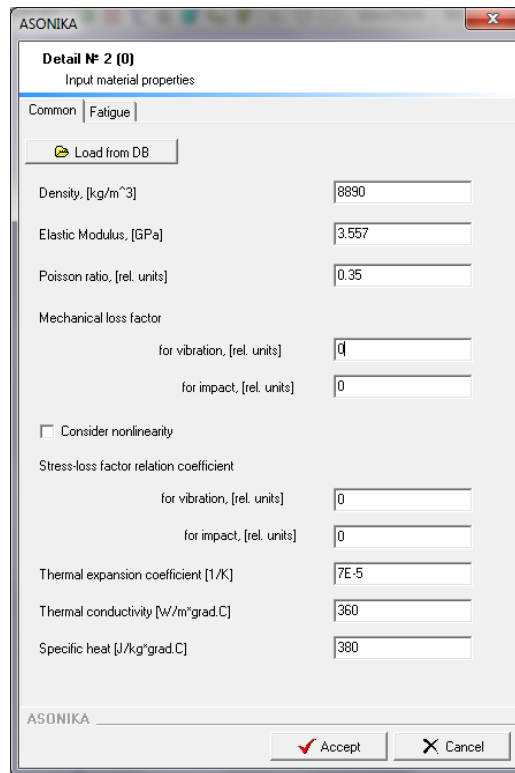 ASONIKA
Detail № 2 (0)
Input material properties
Common Fatigue
Load from DB
Density, [kg/m^3] 8890
Elastic Modulus, [GPa] 3.557
Poisson ratio, [rel. units] 0.35
Mechanical loss factor
for vibration, [rel. units] 0
for impact, [rel. units] 0
Consider nonlinearity
Stress-loss factor relation coefficient
for vibration, [rel. units] 0
for impact, [rel. units] 0
Thermal expansion coefficient [1/K] 7E-5
Thermal conductivity [W/m*grad.C] 360
Specific heat [J/kg*grad.C] 380
ASONIKA
Accept Cancel